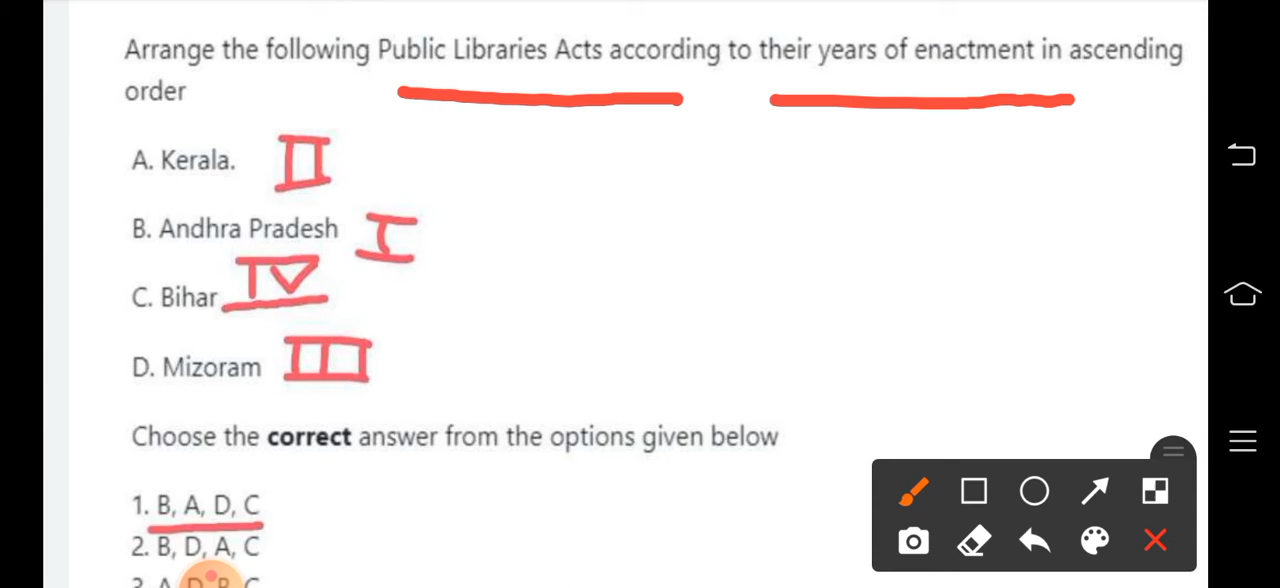 Arrange the following Public Libraries Acts according to their years of enactment in ascending
order
A. Kerala. II
B. Andhra Pradesh I
C. Bihar IV
D. Mizoram III
Choose the correct answer from the options given below
1. B, A, D, C
2. B, D, A, C
3. A, D, B, C